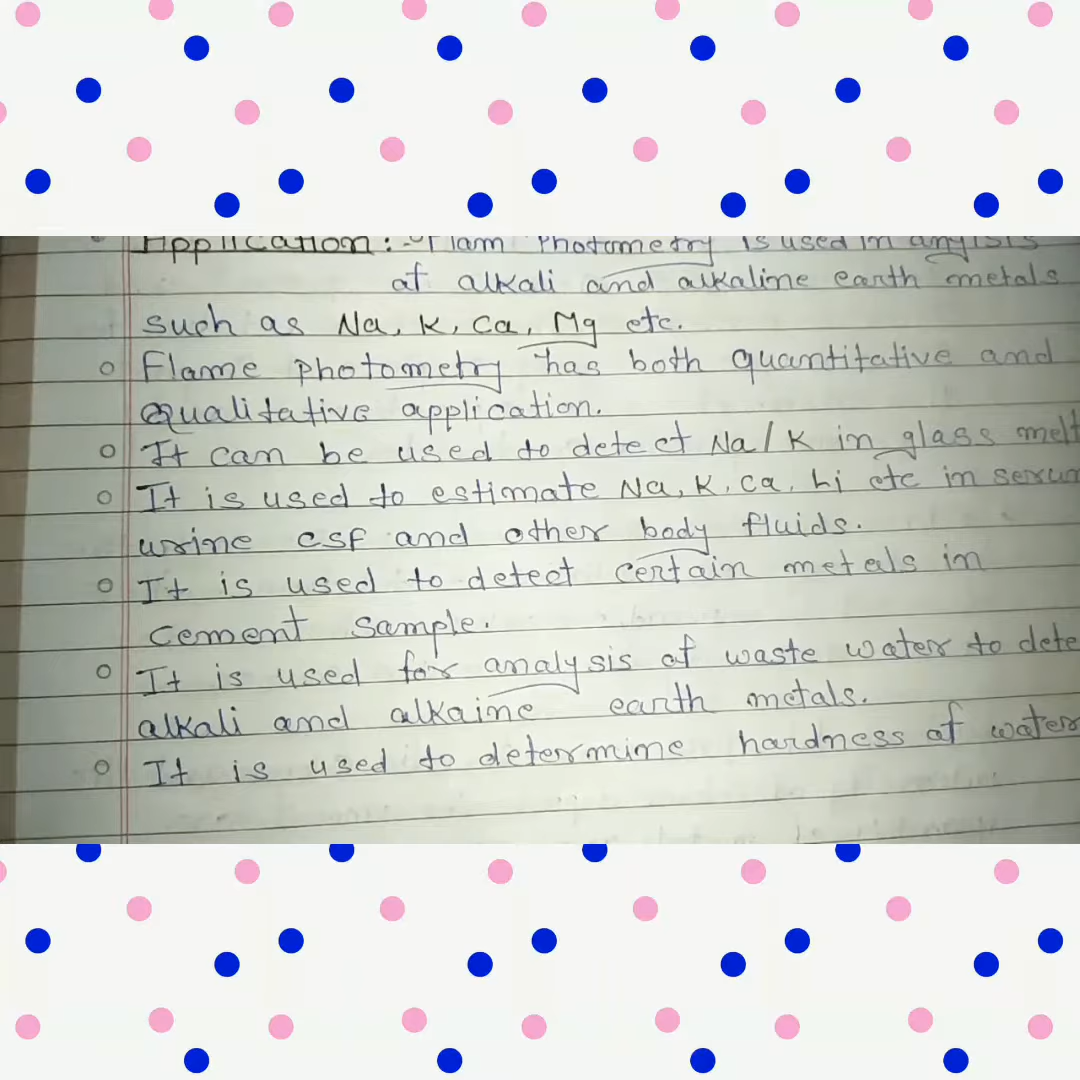 Application :- Flam Photometry is used in anylsis
of alkali and alkaline earth metals
such as Na, K, Ca, Mg etc.
Flame photometry has both quantitative and
qualitative application.
It can be used to detect Na/K in glass melt
It is used to estimate Na, K, Ca, Li etc in serum
urine csf and other body fluids.
It is used to detect certain metals in
cement sample.
It is used for analysis of waste water to dete
alkali and alkaine earth metals.
It is used to determine hardness of water